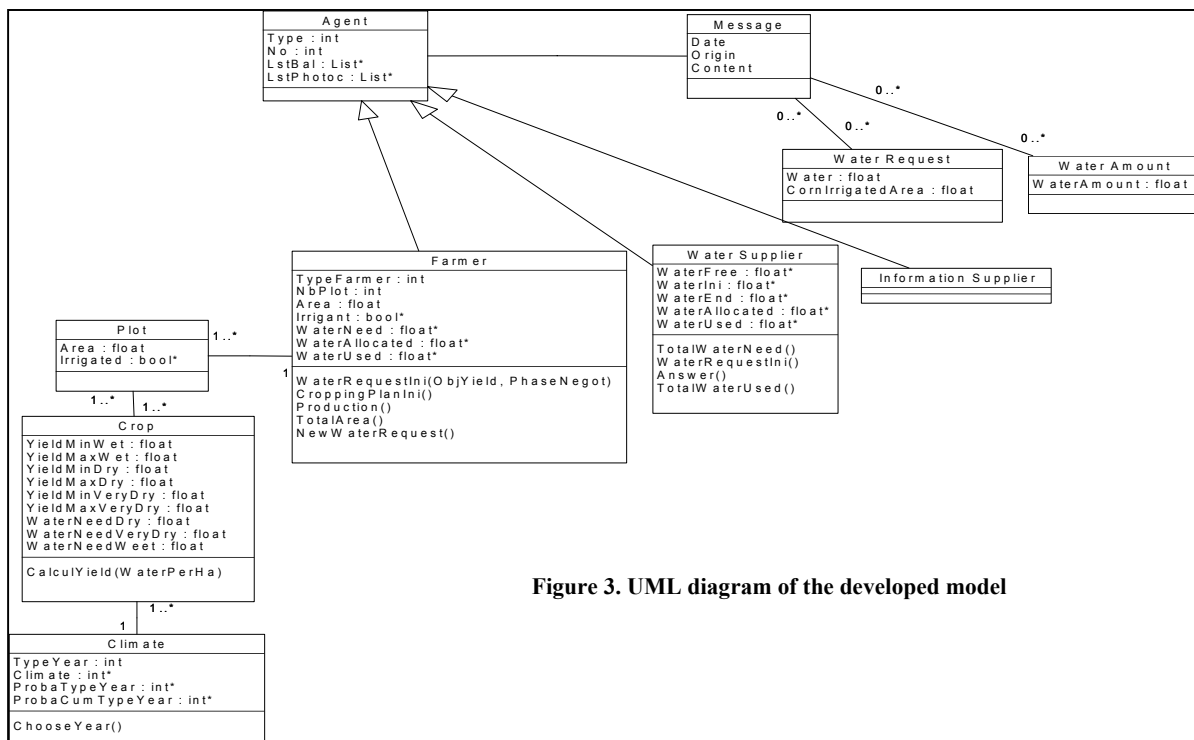 Agent
Type : int
No : int
LstBal : List*
LstPhotoc : List*
Message
Date
Origin
Content
0..*
0..*
0..*
0..*
Water Request
Water : float
CornIrrigatedArea : float
Water Amount
WaterAmount : float
Farmer
TypeFarmer : int
NbPlot : int
Area : float
Irrigant : bool*
WaterNeed : float*
WaterAllocated : float*
WaterUsed : float*
WaterRequestIni(ObjYield, PhaseNegot)
CroppingPlanIni()
Production()
TotalArea()
NewWaterRequest()
Water Supplier
WaterFree : float*
WaterIni : float*
WaterEnd : float*
WaterAllocated : float*
WaterUsed : float*
TotalWaterNeed()
WaterRequestIni()
Answer()
TotalWaterUsed()
Information Supplier
Plot
Area : float
Irrigated : bool*
1..*
1
1..*
1..*
Crop
YieldMinWet : float
YieldMaxWet : float
YieldMinDry : float
YieldMaxDry : float
YieldMinVeryDry : float
YieldMaxVeryDry : float
WaterNeedDry : float
WaterNeedVeryDry : float
WaterNeedWeet : float
CalculYield(WaterPerHa)
1..*
1
Climate
TypeYear : int
Climate : int*
ProbaTypeYear : int*
ProbaCumTypeYear : int*
ChooseYear()
Figure 3. UML diagram of the developed model